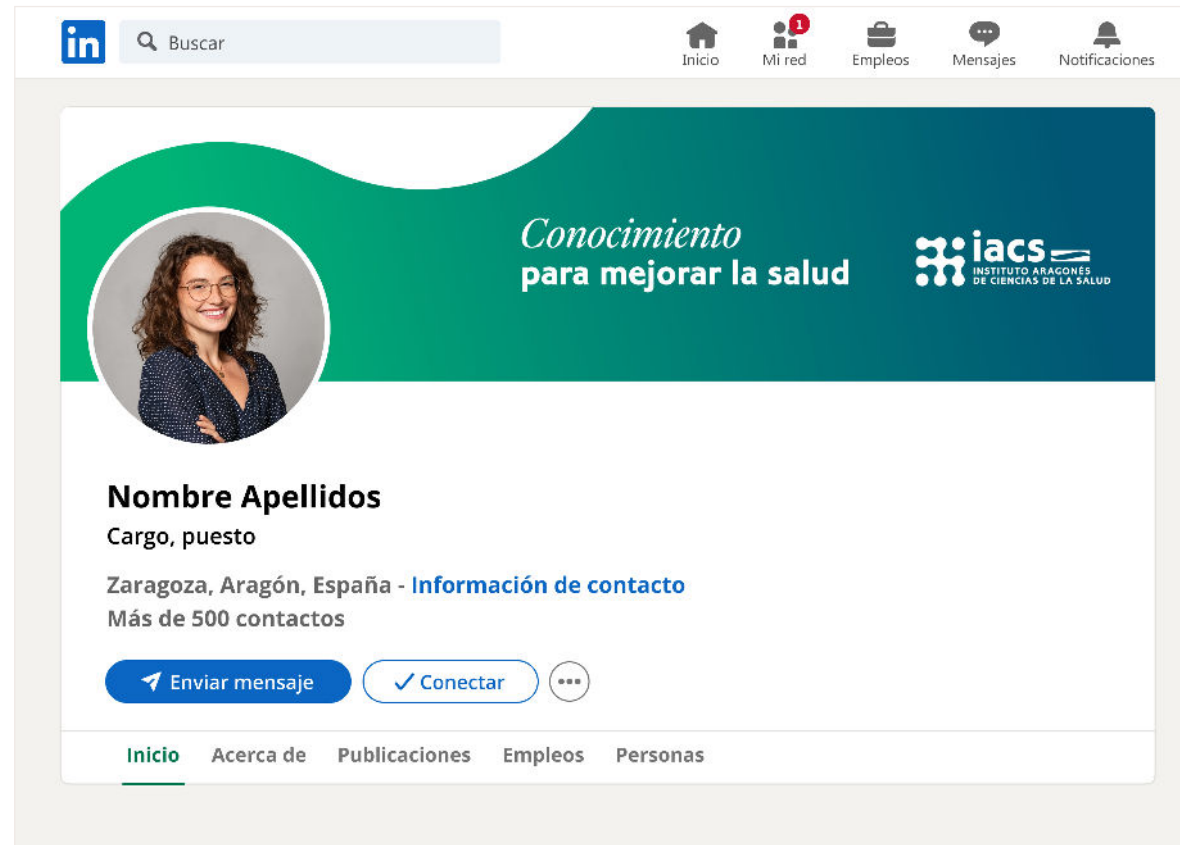 in
Buscar
Inicio
1
Mi red
Empleos
Mensajes
Notificaciones
Conocimiento
para mejorar la salud
iacs
INSTITUTO ARAGONÉS
DE CIENCIAS DE LA SALUD
Nombre Apellidos
Cargo, puesto
Zaragoza, Aragón, España - Información de contacto
Más de 500 contactos
Enviar mensaje
Conectar
Inicio Acerca de Publicaciones Empleos Personas